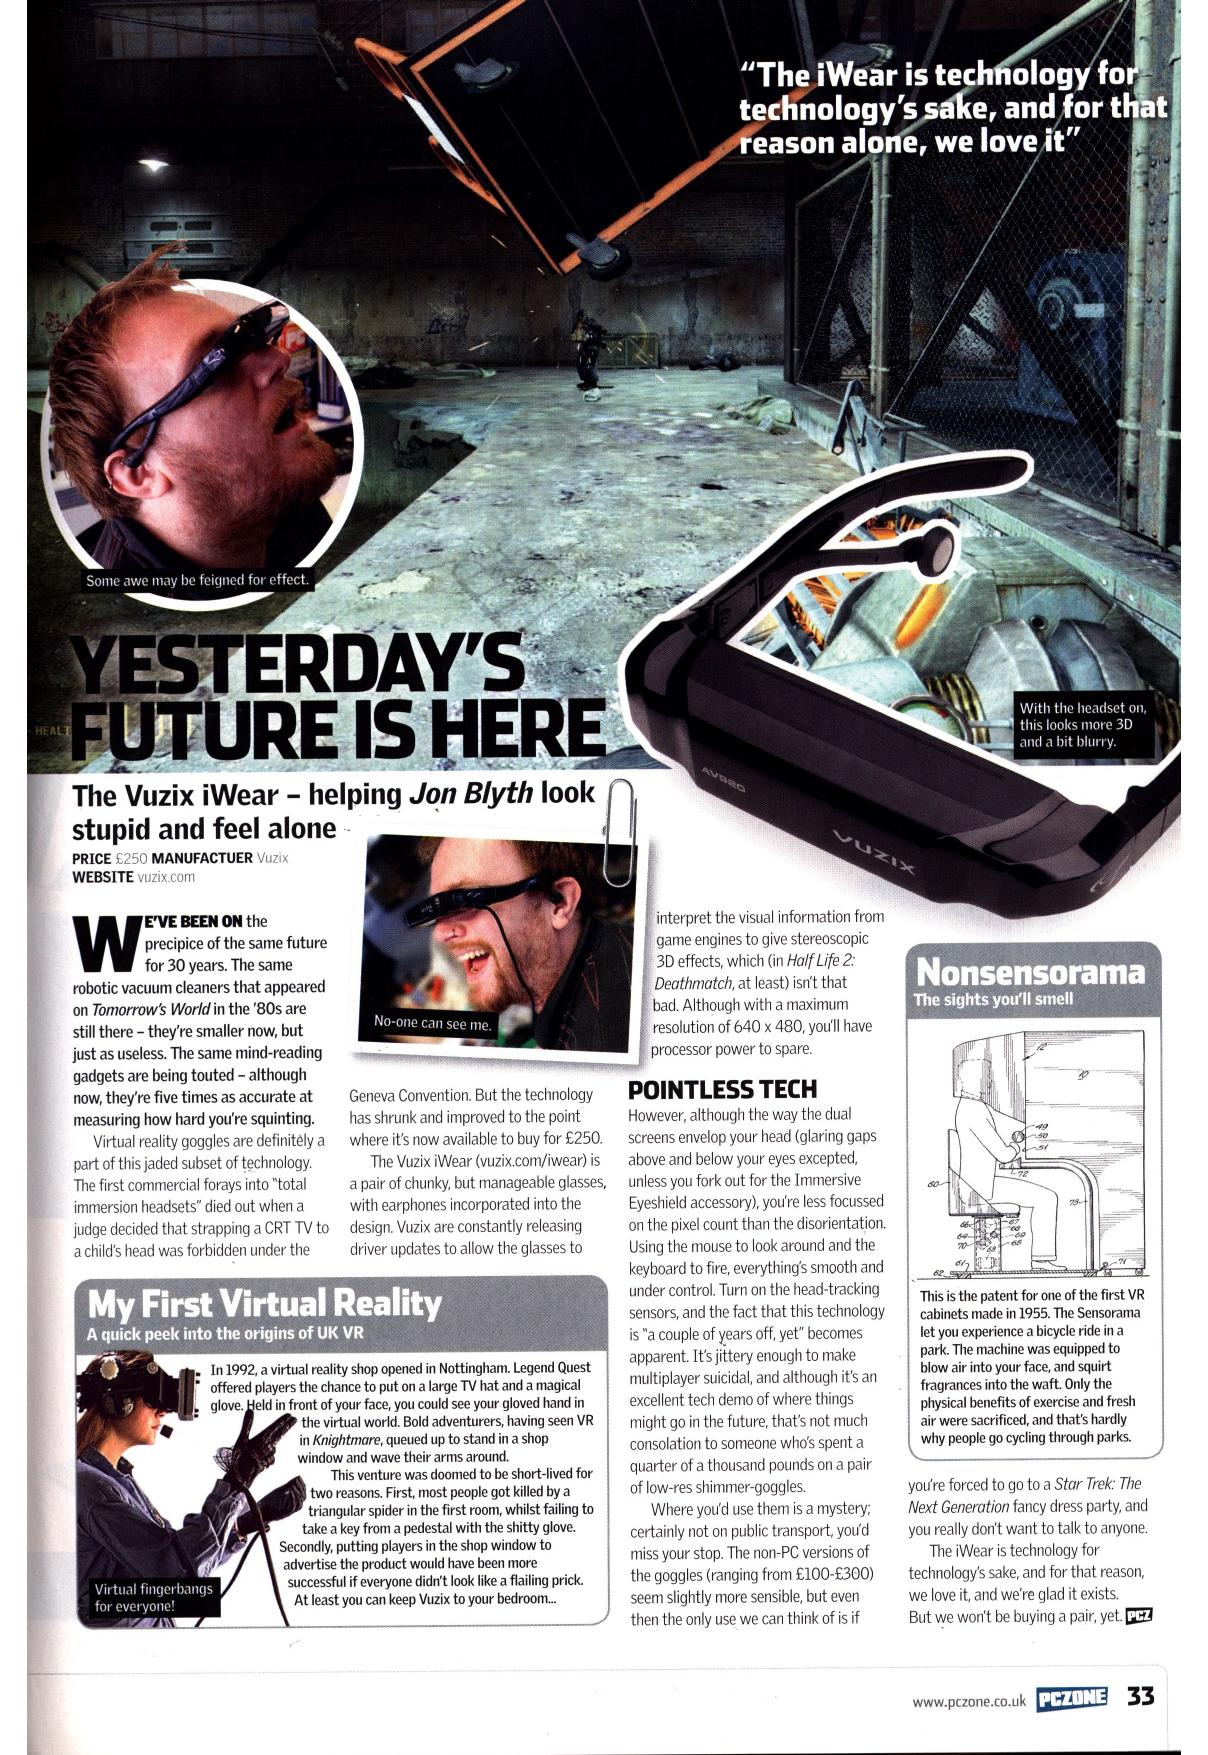 “The iWear is technology for
technology’s sake, and for that
reason alone, we love it”
Some awe may be feigned for effect.
HEALT
YESTERDAY’S
FUTURE IS HERE
With the headset on,
this looks more 3D
and a bit blurry.
AV920
VUZIX
The Vuzix iWear – helping Jon Blyth look
stupid and feel alone
PRICE £250 MANUFACTUER Vuzix
WEBSITE vuzix.com
WE’VE BEEN ON the
precipice of the same future
for 30 years. The same
robotic vacuum cleaners that appeared
on Tomorrow’s World in the ’80s are
still there – they’re smaller now, but
just as useless. The same mind-reading
gadgets are being touted – although
now, they’re five times as accurate at
measuring how hard you’re squinting.
Virtual reality goggles are definitely a
part of this jaded subset of technology.
The first commercial forays into “total
immersion headsets” died out when a
judge decided that strapping a CRT TV to
a child’s head was forbidden under the
No-one can see me.
Geneva Convention. But the technology
has shrunk and improved to the point
where it’s now available to buy for £250.
The Vuzix iWear (vuzix.com/iwear) is
a pair of chunky, but manageable glasses,
with earphones incorporated into the
design. Vuzix are constantly releasing
driver updates to allow the glasses to
interpret the visual information from
game engines to give stereoscopic
3D effects, which (in Half Life 2:
Deathmatch, at least) isn’t that
bad. Although with a maximum
resolution of 640 x 480, you’ll have
processor power to spare.
POINTLESS TECH
However, although the way the dual
screens envelop your head (glaring gaps
above and below your eyes excepted,
unless you fork out for the Immersive
Eyeshield accessory), you’re less focussed
on the pixel count than the disorientation.
Using the mouse to look around and the
keyboard to fire, everything’s smooth and
under control. Turn on the head-tracking
sensors, and the fact that this technology
is “a couple of years off, yet” becomes
apparent. It’s jittery enough to make
multiplayer suicidal, and although it’s an
excellent tech demo of where things
might go in the future, that’s not much
consolation to someone who’s spent a
quarter of a thousand pounds on a pair
of low-res shimmer-goggles.
Where you’d use them is a mystery;
certainly not on public transport, you’d
miss your stop. The non-PC versions of
the goggles (ranging from £100-£300)
seem slightly more sensible, but even
then the only use we can think of is if
you’re forced to go to a Star Trek: The
Next Generation fancy dress party, and
you really don’t want to talk to anyone.
The iWear is technology for
technology’s sake, and for that reason,
we love it, and we’re glad it exists.
But we won’t be buying a pair, yet. PCZ
Nonsensorama
The sights you’ll smell
12
10
49
50
51
72
60
73
66
67
68
64
69
70
63
65
61
62
71
This is the patent for one of the first VR
cabinets made in 1955. The Sensorama
let you experience a bicycle ride in a
park. The machine was equipped to
blow air into your face, and squirt
fragrances into the waft. Only the
physical benefits of exercise and fresh
air were sacrificed, and that’s hardly
why people go cycling through parks.
My First Virtual Reality
A quick peek into the origins of UK VR
In 1992, a virtual reality shop opened in Nottingham. Legend Quest
offered players the chance to put on a large TV hat and a magical
glove. Held in front of your face, you could see your gloved hand in
the virtual world. Bold adventurers, having seen VR
in Knightmare, queued up to stand in a shop
window and wave their arms around.
This venture was doomed to be short-lived for
two reasons. First, most people got killed by a
triangular spider in the first room, whilst failing to
take a key from a pedestal with the shitty glove.
Secondly, putting players in the shop window to
advertise the product would have been more
successful if everyone didn’t look like a flailing prick.
At least you can keep Vuzix to your bedroom...
Virtual fingerbangs
for everyone!
www.pczone.co.uk PCZONE 33